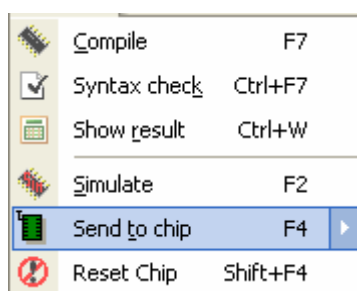 Compile F7
Syntax check Ctrl+F7
Show result Ctrl+W
Simulate F2
Send to chip F4
Reset Chip Shift+F4